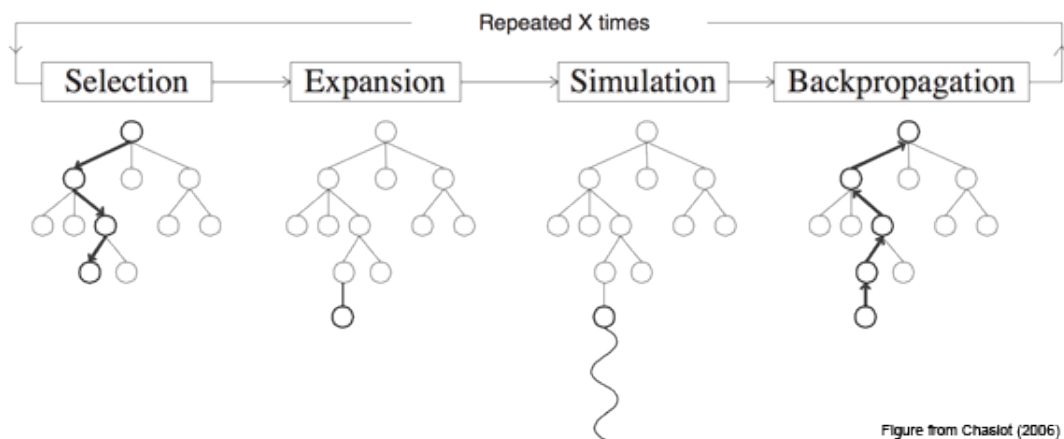 Repeated X times
Selection
Expansion
Simulation
Backpropagation
Figure from Chaslot (2006)